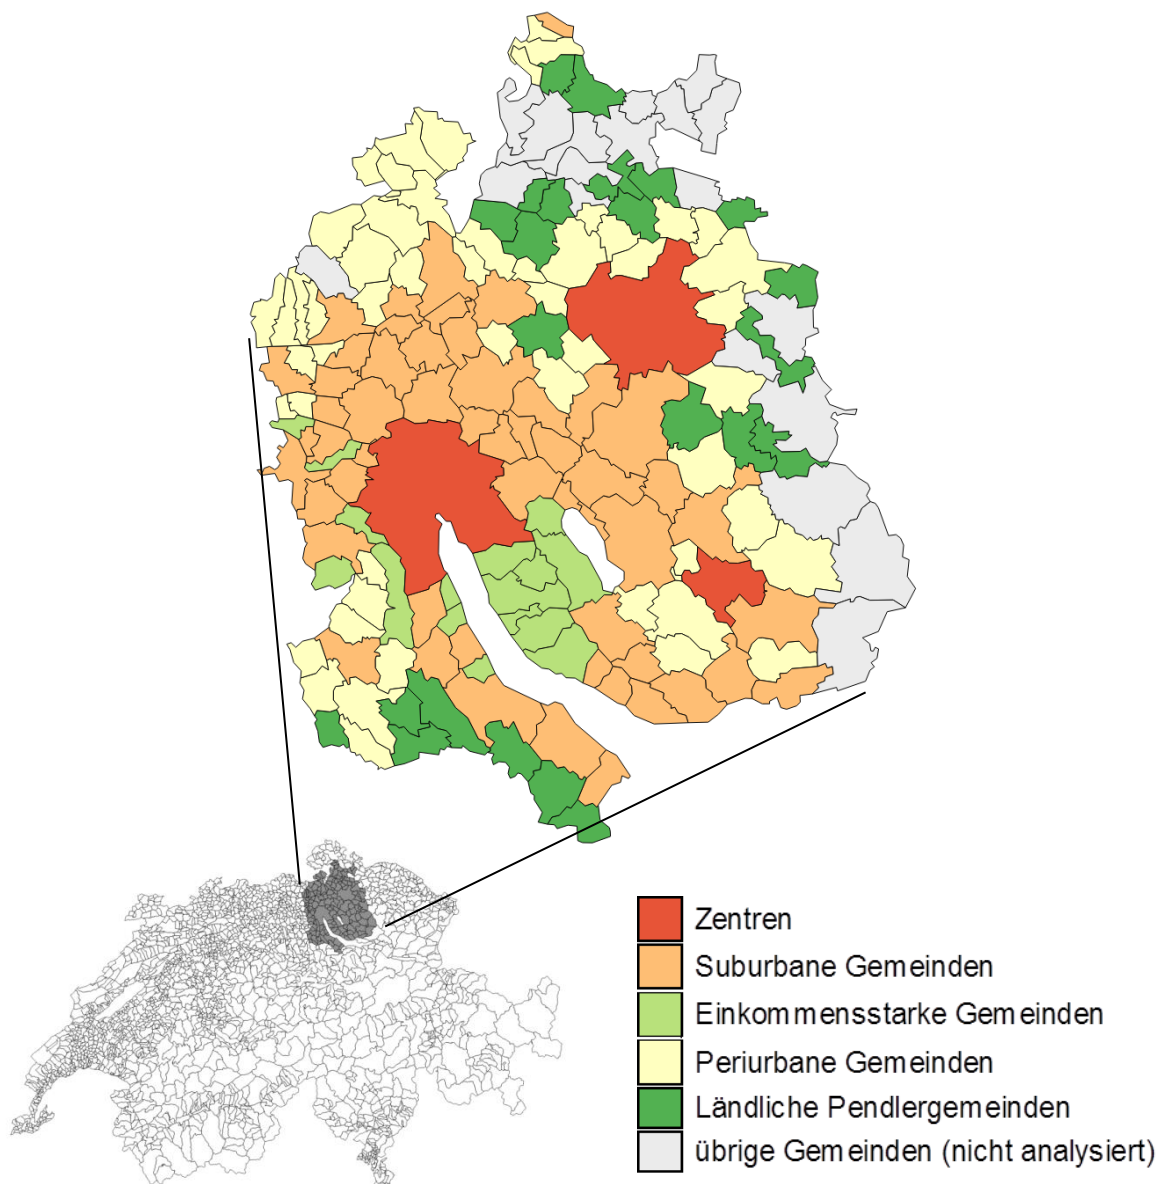 Zentren
Suburbane Gemeinden
Einkommensstarke Gemeinden
Periurbane Gemeinden
Ländliche Pendlergemeinden
übrige Gemeinden (nicht analysiert)